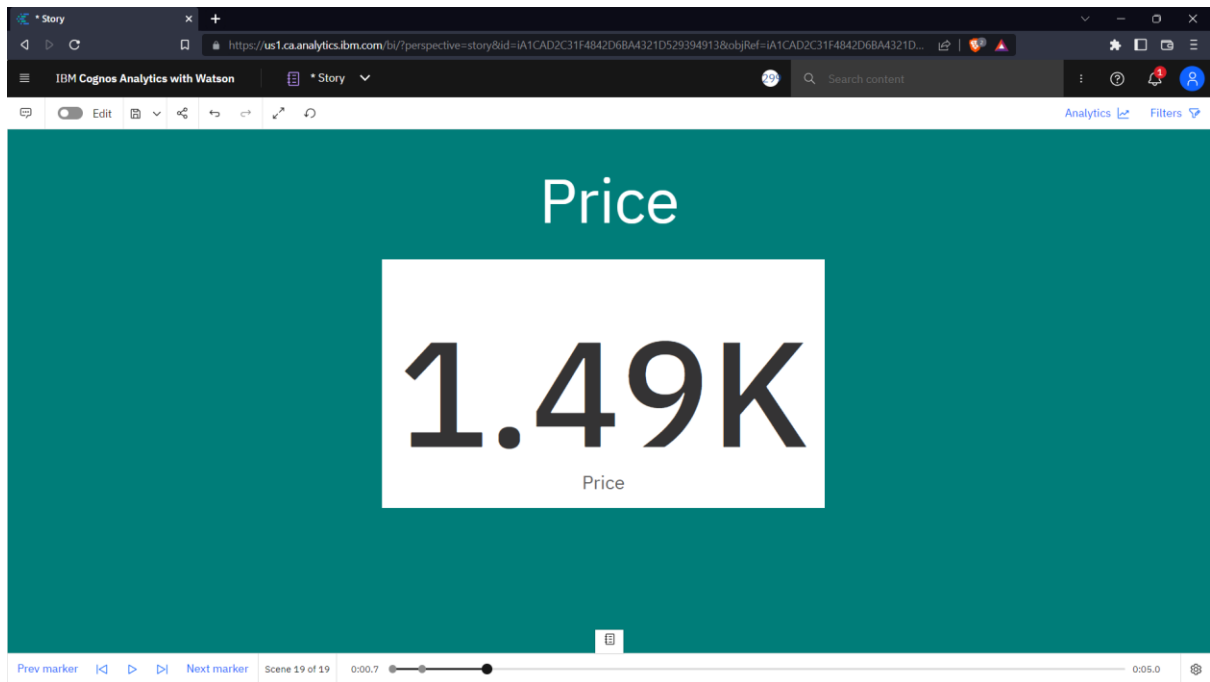 * Story
https://us1.ca.analytics.ibm.com/bi/?perspective=story&id=iA1CAD2C31F4842D6BA4321D529394913&objRef=iA1CAD2C31F4842D6BA4321D...
IBM Cognos Analytics with Watson
* Story
299
Search content
1
Edit
Analytics
Filters
Price
1.49K
Price
Prev marker
Next marker
Scene 19 of 19
0:00.7
0:05.0